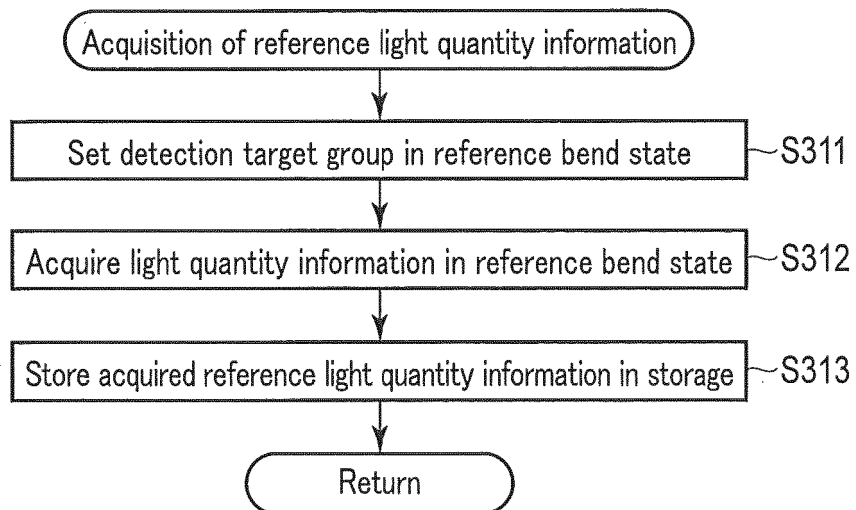 Acquisition of reference light quantity information
Set detection target group in reference bend state
S311
Acquire light quantity information in reference bend state
S312
Store acquired reference light quantity information in storage
S313
Return